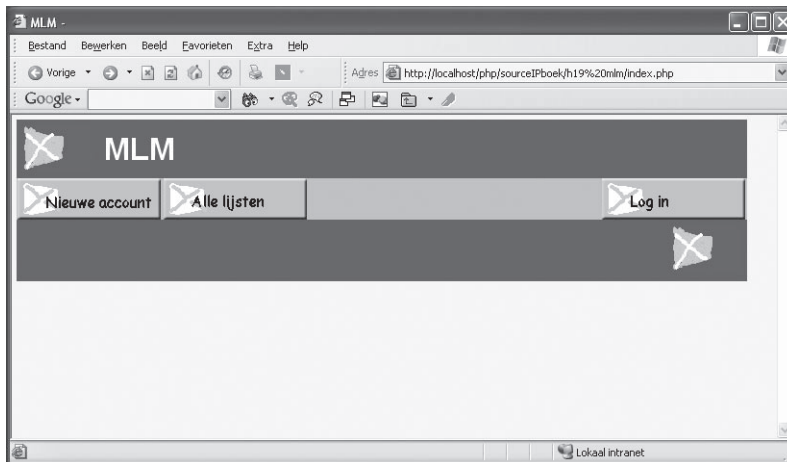 MLM -
Bestand Bewerken Beeld Favorieten Extra Help
Vorige Adres http://localhost/php/sourceIPboek/h19%20mlm/index.php
Google
MLM
Nieuwe account Alle lijsten Log in
Lokaal intranet